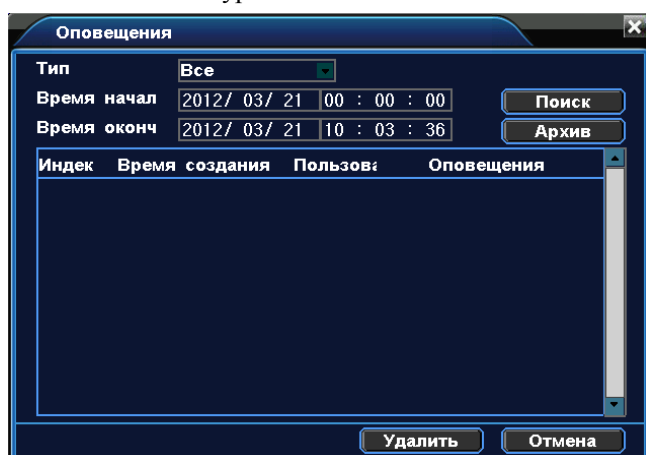 Оповещения
Тип Все
Время начал 2012/ 03/ 21 00 : 00 : 00 Поиск
Время оконч 2012/ 03/ 21 10 : 03 : 36 Архив
Индек Время создания Пользова Оповещения
Удалить Отмена